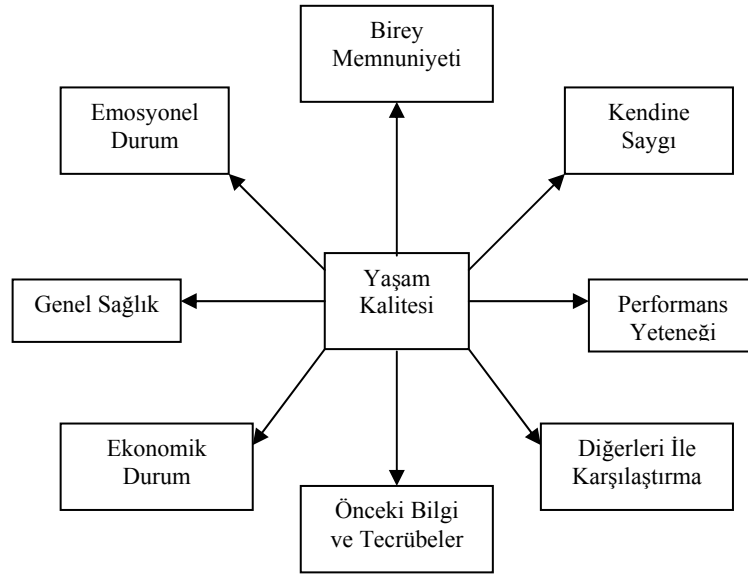 Birey
Memnuniyeti
Emosyonel
Durum
Kendine
Saygı
Yaşam
Kalitesi
Genel Sağlık
Performans
Yeteneği
Ekonomik
Durum
Diğerleri İle
Karşılaştırma
Önceki Bilgi
ve Tecrübeler